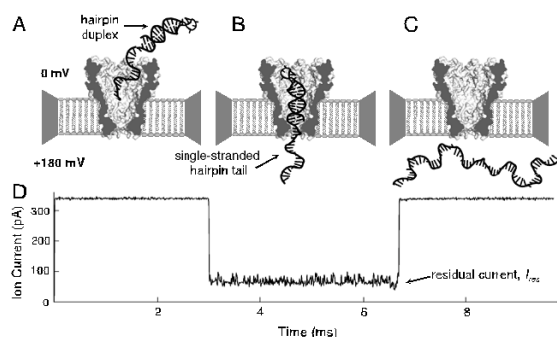 A
hairpin
duplex
B
C
0 mV
+180 mV
single-stranded
hairpin tail
D
Ion Current (pA)
300
200
100
0
residual current, Ires
2
4
6
8
Time (ms)